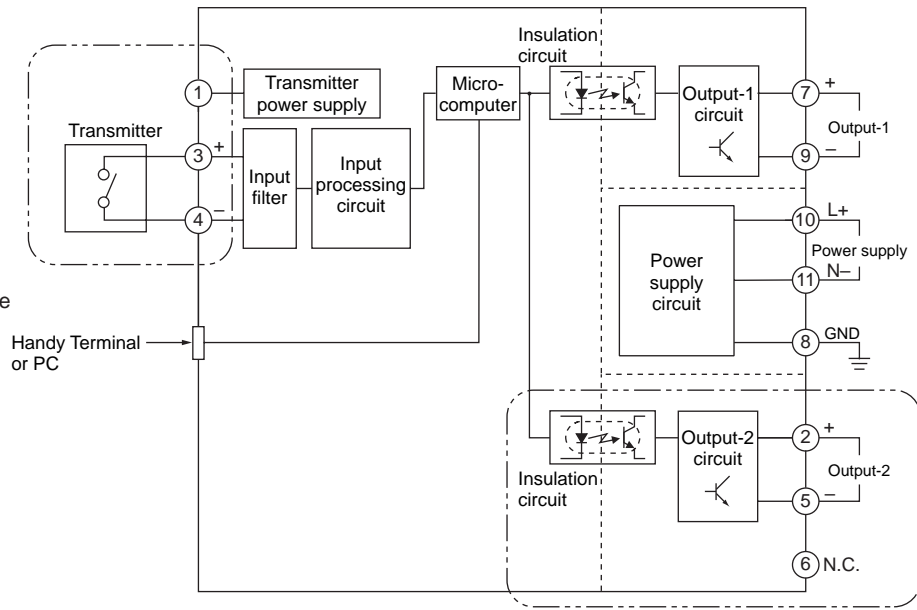 Insulation
circuit
1
Transmitter
power supply
Micro-
computer
Output-1
circuit
7
+
Output-1
9
–
Transmitter
3
+
4
–
Input
filter
Input
processing
circuit
10
L+
Power supply
11
N–
Power
supply
circuit
8
GND
e
Handy Terminal
or PC
Insulation
circuit
Output-2
circuit
2
+
Output-2
5
–
6
N.C.